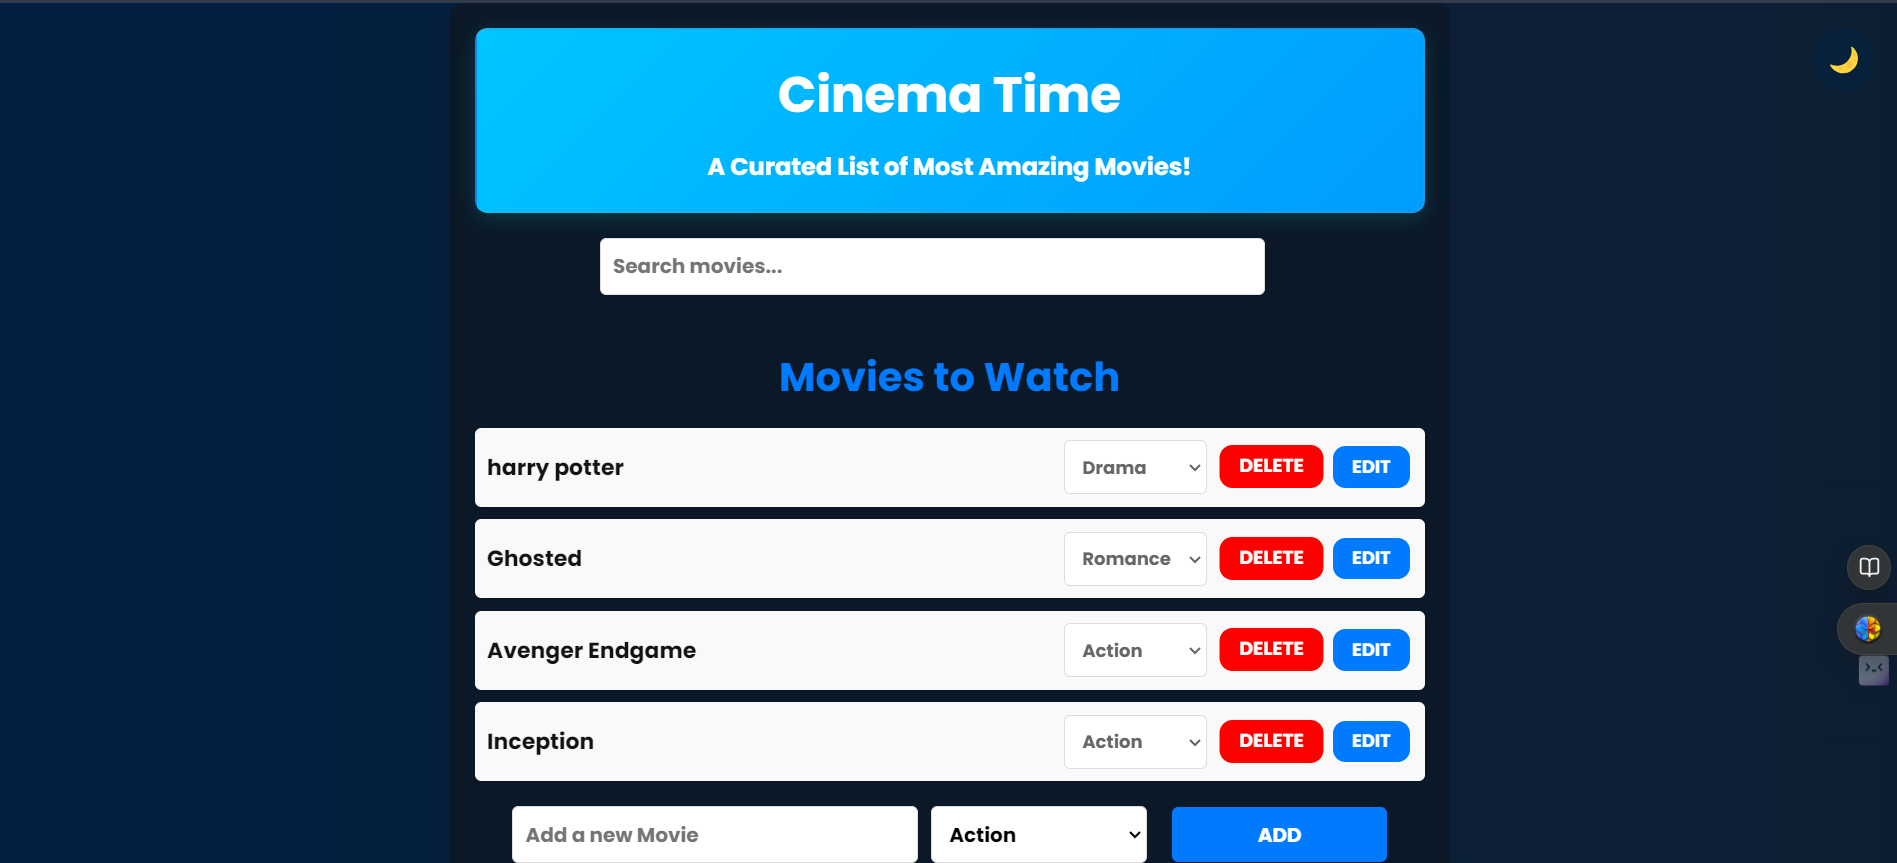 Cinema Time
A Curated List of Most Amazing Movies!
Search movies...
Movies to Watch
harry potter Drama DELETE EDIT
Ghosted Romance DELETE EDIT
Avenger Endgame Action DELETE EDIT
Inception Action DELETE EDIT
Add a new Movie Action ADD